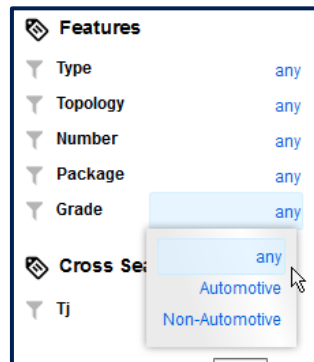 Features
Type any
Topology any
Number any
Package any
Grade any
any
Cross Sea
Automotive
Tj
Non-Automotive